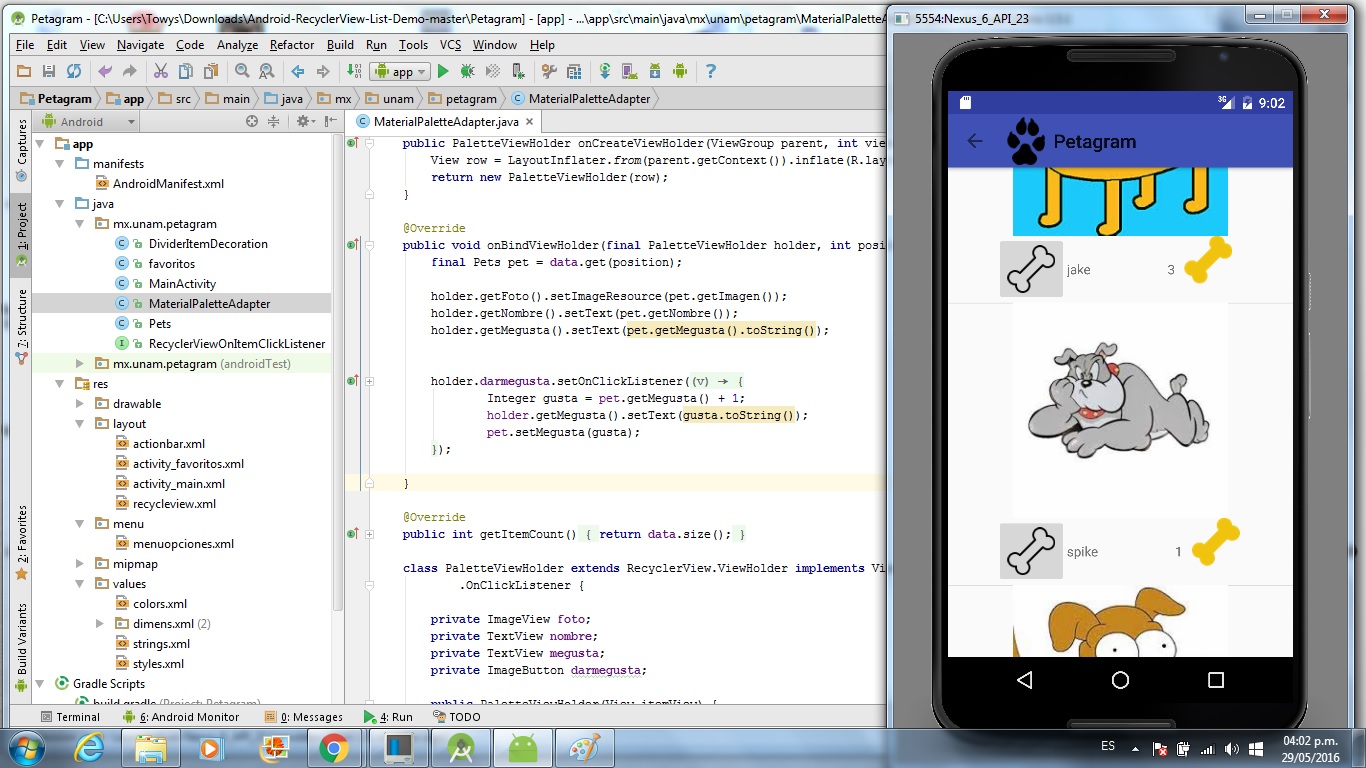 Petagram - [C:\Users\Towys\Downloads\Android-RecyclerView-List-Demo-master\Petagram] - [app] - ...\app\src\main\java\mx\unam\petagram\MaterialPaletteA
File Edit View Navigate Code Analyze Refactor Build Run Tools VCS Window Help
app
Petagram app src main java mx unam petagram MaterialPaletteAdapter
Android
MaterialPaletteAdapter.java
Captures
1: Project
7: Structure
2: Favorites
Build Variants
app
manifests
AndroidManifest.xml
java
mx.unam.petagram
DividerItemDecoration
favoritos
MainActivity
MaterialPaletteAdapter
Pets
RecyclerViewOnItemClickListener
mx.unam.petagram (androidTest)
res
drawable
layout
actionbar.xml
activity_favoritos.xml
activity_main.xml
recycleview.xml
menu
menuopciones.xml
mipmap
values
colors.xml
dimens.xml (2)
strings.xml
styles.xml
Gradle Scripts
build.gradle (Project: Petagram)
public PaletteViewHolder onCreateViewHolder(ViewGroup parent, int vie
View row = LayoutInflater.from(parent.getContext()).inflate(R.lay
return new PaletteViewHolder(row);
}
@Override
public void onBindViewHolder(final PaletteViewHolder holder, int posi
final Pets pet = data.get(position);
holder.getFoto().setImageResource(pet.getImagen());
holder.getNombre().setText(pet.getNombre());
holder.getMegusta().setText(pet.getMegusta().toString());
holder.darmegusta.setOnClickListener((v) → {
Integer gusta = pet.getMegusta() + 1;
holder.getMegusta().setText(gusta.toString());
pet.setMegusta(gusta);
});
}
@Override
public int getItemCount() { return data.size(); }
class PaletteViewHolder extends RecyclerView.ViewHolder implements Vi
.OnClickListener {
private ImageView foto;
private TextView nombre;
private TextView megusta;
private ImageButton darmegusta;
public PaletteViewHolder(View itemView) {
Terminal 6: Android Monitor 0: Messages 4: Run TODO
5554:Nexus_6_API_23
3G 9:02
Petagram
jake 3
spike 1
ES
04:02 p.m.
29/05/2016